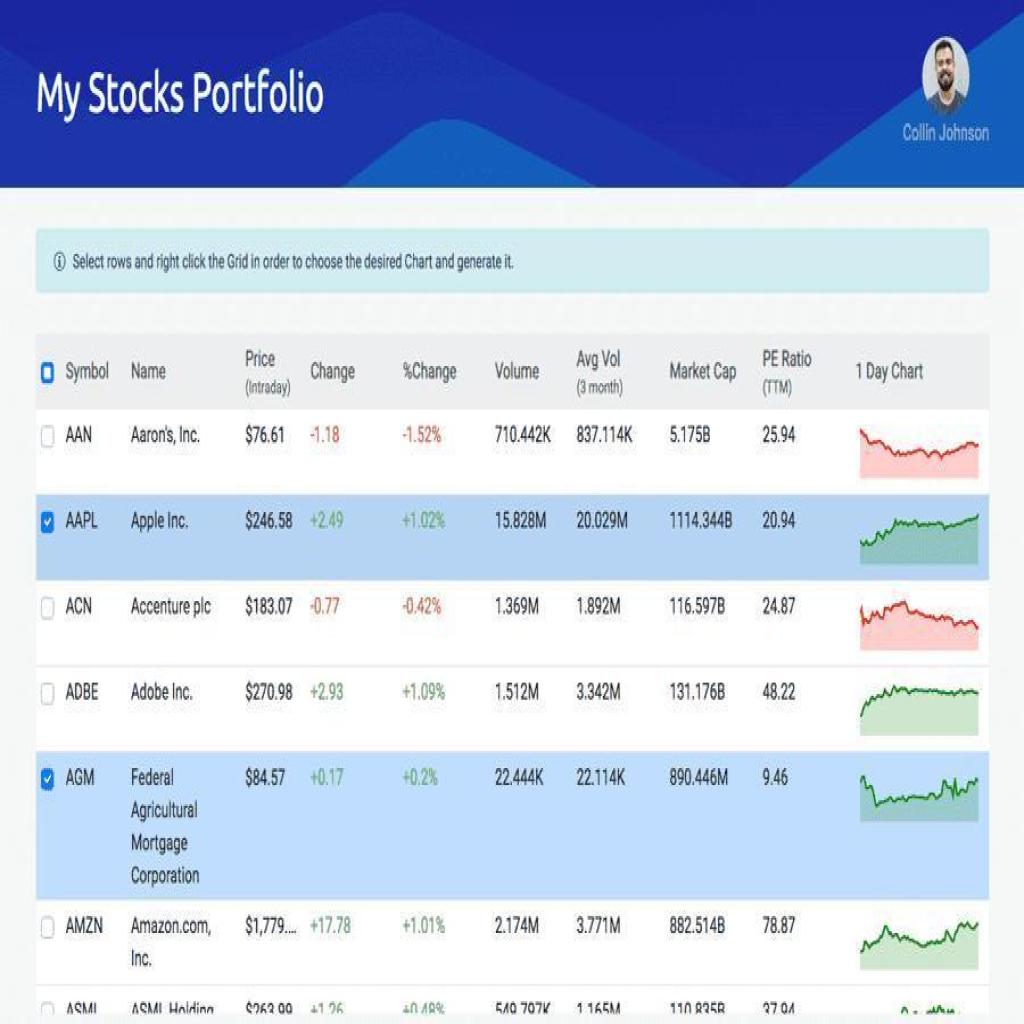 My Stocks Portfolio
Collin Johnson
Select rows and right click the Grid in order to choose the desired Chart and generate it.
Symbol Name Price (Intraday) Change %Change Volume Avg Vol (3 month) Market Cap PE Ratio (TTM) 1 Day Chart
AAN Aaron's, Inc. $76.61 -1.18 -1.52% 710.442K 837.114K 5.175B 25.94
AAPL Apple Inc. $246.58 +2.49 +1.02% 15.828M 20.029M 1114.344B 20.94
ACN Accenture plc $183.07 -0.77 -0.42% 1.369M 1.892M 116.597B 24.87
ADBE Adobe Inc. $270.98 +2.93 +1.09% 1.512M 3.342M 131.176B 48.22
AGM Federal $84.57 +0.17 +0.2% 22.444K 22.114K 890.446M 9.46
Agricultural
Mortgage
Corporation
AMZN Amazon.com, $1,779.... +17.78 +1.01% 2.174M 3.771M 882.514B 78.87
Inc.
ASML ASML Holding $263.99 +1.26 +0.48% 549.797K 1.165M 110.835B 37.94